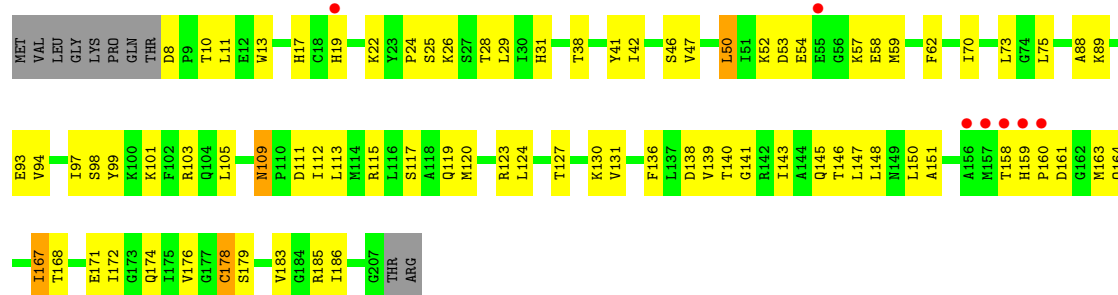 MET VAL LEU GLY LYS PRO GLN THR D8 P9 T10 L11 E12 W13 H17 C18 H19 K22 Y23 P24 S25 K26 S27 T28 L29 I30 H31 T38 Y41 I42 S46 V47 L50 I51 K52 D53 E54 E55 G56 K57 E58 M59 F62 I70 L73 G74 L75 A88 K89
E93 V94 I97 S98 Y99 K100 K101 F102 R103 Q104 L105 N109 P110 D111 I112 L113 M114 R115 L116 S117 A118 Q119 M120 R123 L124 T127 K130 V131 F136 L137 D138 V139 T140 G141 R142 I143 A144 Q145 T146 L147 L148 N149 L150 A151 A156 M157 T158 H159 P160 D161 G162 M163 Q164
I167 T168 E171 I172 G173 Q174 I175 V176 G177 C178 S179 V183 G184 R185 I186 G207 THR ARG